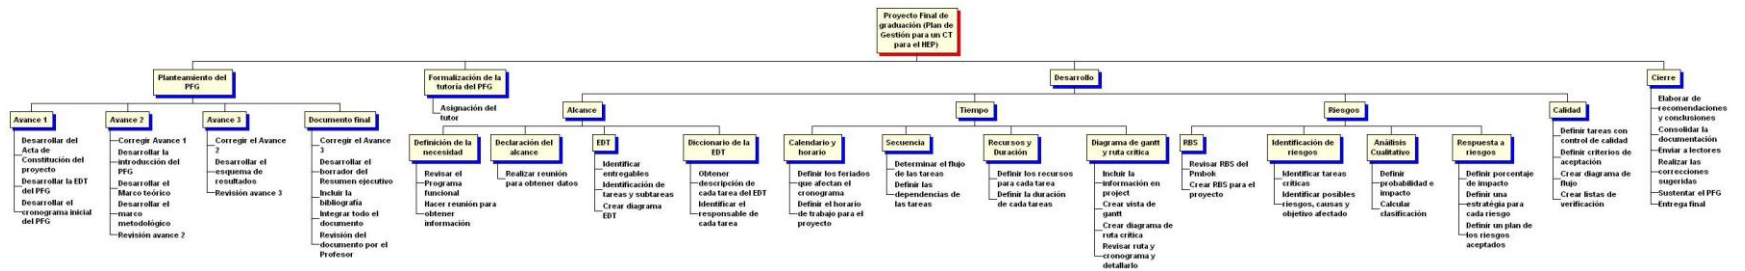 Proyecto Final de
graduación (Plan de
Gestión para un CT
para el HEP)
Planteamiento del
PFG
Formalización de la
tutoría del PFG
Desarrollo
Cierre
Avance 1
Desarrollar del
Acta de
Constitución del
proyecto
Desarrollar la EDT
del PFG
Desarrollar el
cronograma inicial
del PFG
Avance 2
Corregir Avance 1
Desarrollar la
introducción del
PFG
Desarrollar el
Marco teórico
Desarrollar el
marco
metodológico
Revisión avance 2
Avance 3
Corregir el Avance
2
Desarrollar el
esquema de
resultados
Revisión avance 3
Documento final
Corregir el Avance
3
Desarrollar el
borrador del
Resumen ejecutivo
Incluir la
bibliografía
Integrar todo el
documento
Revisión del
documento por el
Profesor
Asignación del
tutor
Alcance
Definición de la
necesidad
Revisar el
Programa
funcional
Hacer reunión para
obtener
información
Declaración del
alcance
Realizar reunión
para obtener datos
EDT
Identificar
entregables
Identificación de
tareas y subtareas
Crear diagrama
EDT
Diccionario de la
EDT
Obtener
descripción de
cada tarea del EDT
Identificar el
responsable de
cada tarea
Tiempo
Calendario y
horario
Definir los feriados
que afectan el
cronograma
Definir el horario
de trabajo para el
proyecto
Secuencia
Determinar el flujo
de las tareas
Definir las
dependencias de
las tareas
Recursos y
Duración
Definir los recursos
para cada tarea
Definir la duración
de cada tareas
Diagrama de gantt
y ruta crítica
Incluir la
información en
project
Crear vista de
gantt
Crear diagrama de
ruta crítica
Revisar ruta y
cronograma y
detallarlo
Riesgos
RBS
Revisar RBS del
Pmbok
Crear RBS para el
proyecto
Identificación de
riesgos
Identificar tareas
críticas
Identificar posibles
riesgos, causas y
objetivo afectado
Análisis
Cualitativo
Definir
probabilidad e
impacto
Calcular
clasificación
Respuesta a
riesgos
Definir porcentaje
de impacto
Definir una
estratégia para
cada riesgo
Definir un plan de
los riesgos
aceptados
Calidad
Definir tareas con
control de calidad
Definir criterios de
aceptación
Crear diagrama de
flujo
Crear listas de
verificación
Elaborar de
recomendaciones
y conclusiones
Consolidar la
documentación
Enviar a lectores
Realizar las
correcciones
sugeridas
Sustentar el PFG
Entrega final